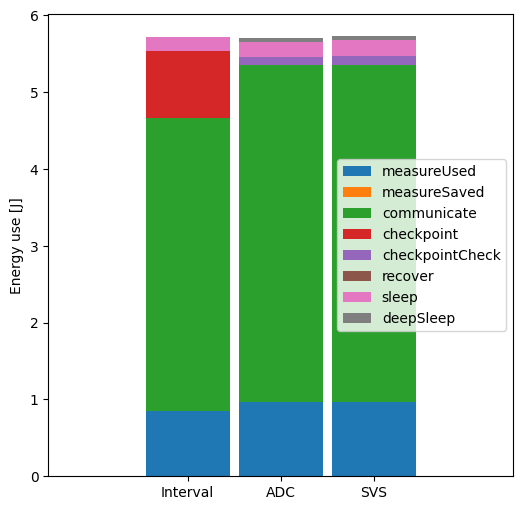 6
5
4
3
2
1
0
Energy use [J]
measureUsed
measureSaved
communicate
checkpoint
checkpointCheck
recover
sleep
deepSleep
Interval
ADC
SVS